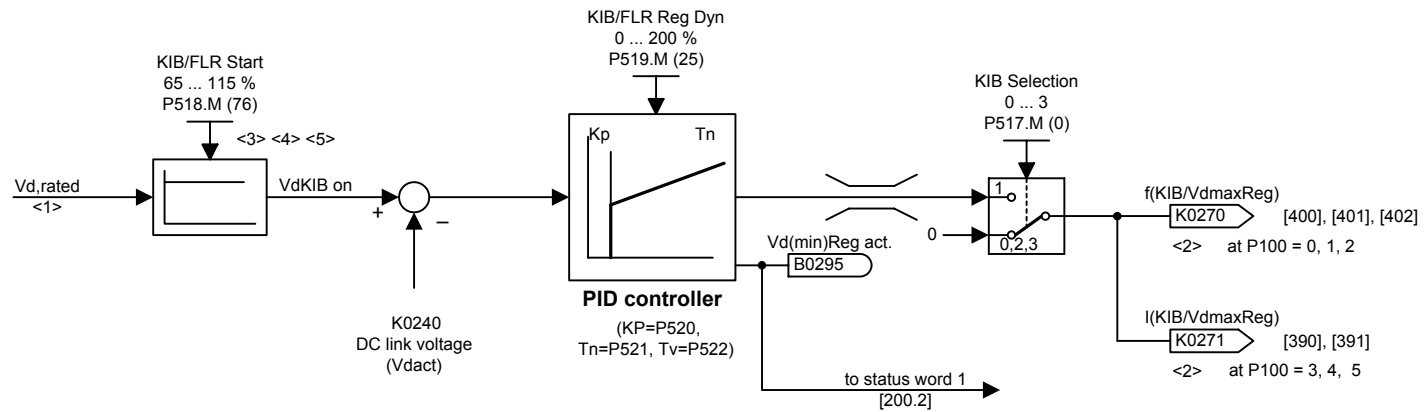 KIB/FLR Start
65 ... 115 %
P518.M (76)
<3> <4> <5>
Vd,rated
<1>
VdKIB on
+
–
K0240
DC link voltage
(Vdact)
KIB/FLR Reg Dyn
0 ... 200 %
P519.M (25)
Kp Tn
PID controller
(KP=P520,
Tn=P521, Tv=P522)
Vd(min)Reg act.
B0295
to status word 1
[200.2]
KIB Selection
0 ... 3
P517.M (0)
1
0
0,2,3
f(KIB/VdmaxReg)
K0270 [400], [401], [402]
<2> at P100 = 0, 1, 2
I(KIB/VdmaxReg)
K0271 [390], [391]
<2> at P100 = 3, 4, 5